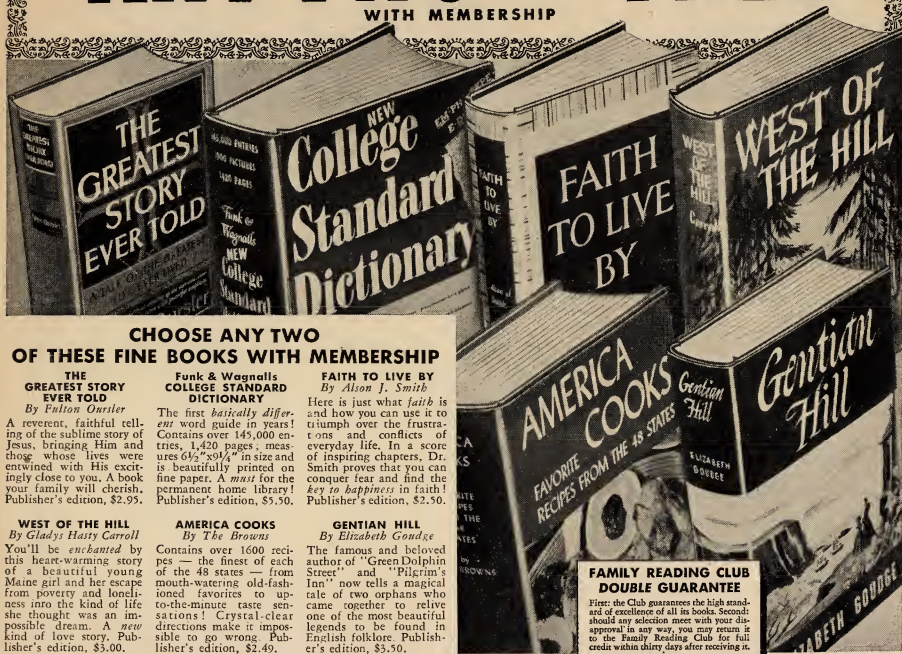 WITH MEMBERSHIP
THE
GREATEST
STORY
EVER TOLD
NEW
College
Standard
Dictionary
Funk &
Wagnalls
NEW
College
Standard
FAITH
TO LIVE
BY
FAITH
TO
LIVE
BY
WEST OF
THE HILL
WEST
OF
THE
HILL
AMERICA
COOKS
FAVORITE
RECIPES FROM THE 48 STATES
BROWNS
Gentian
Hill
Gentian
Hill
ELIZABETH
GOUDGE
CHOOSE ANY TWO
OF THESE FINE BOOKS WITH MEMBERSHIP
THE
GREATEST STORY
EVER TOLD
By Fulton Oursler
A reverent, faithful tell-
ing of the sublime story of
Jesus, bringing Him and
those whose lives were
entwined with His excit-
ingly close to you. A book
your family will cherish.
Publisher's edition, $2.95.
Funk & Wagnalls
COLLEGE STANDARD
DICTIONARY
The first basically differ-
ent word guide in years!
Contains over 145,000 en-
tries, 1,420 pages; meas-
ures 6½"x9¼" in size and
is beautifully printed on
fine paper. A must for the
permanent home library!
Publisher's edition, $5.50.
FAITH TO LIVE BY
By Alson J. Smith
Here is just what faith is
and how you can use it to
triumph over the frustra-
tions and conflicts of
everyday life. In a score
of inspiring chapters, Dr.
Smith proves that you can
conquer fear and find the
key to happiness in faith!
Publisher's edition, $2.50.
WEST OF THE HILL
By Gladys Hasty Carroll
You'll be enchanted by
this heart-warming story
of a beautiful young
Maine girl and her escape
from poverty and loneli-
ness into the kind of life
she thought was an im-
possible dream. A new
kind of love story. Pub-
lisher's edition, $3.00.
AMERICA COOKS
By The Browns
Contains over 1600 reci-
pes — the finest of each
of the 48 states — from
mouth-watering old-fash-
ioned favorites to up-
to-the-minute taste sen-
sations! Crystal-clear
directions make it impos-
sible to go wrong. Pub-
lisher's edition, $2.49.
GENTIAN HILL
By Elizabeth Goudge
The famous and beloved
author of "Green Dolphin
Street" and "Pilgrim's
Inn" now tells a magical
tale of two orphans who
came together to relive
one of the most beautiful
legends to be found in
English folklore. Publish-
er's edition, $3.50.
FAMILY READING CLUB
DOUBLE GUARANTEE
First: the Club guarantees the high stand-
ard of excellence of all its books. Second:
should any selection meet with your dis-
approval in any way, you may return it
to the Family Reading Club for full
credit within thirty days after receiving it.